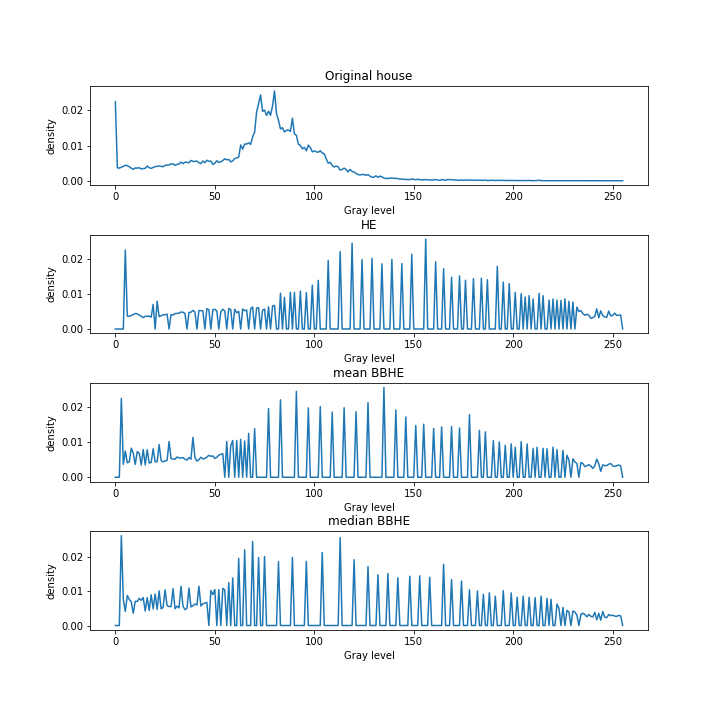 Original house
density
0.02
0.01
0.00
0 50 100 150 200 250
Gray level
HE
density
0.02
0.01
0.00
0 50 100 150 200 250
Gray level
mean BBHE
density
0.02
0.01
0.00
0 50 100 150 200 250
Gray level
median BBHE
density
0.02
0.01
0.00
0 50 100 150 200 250
Gray level